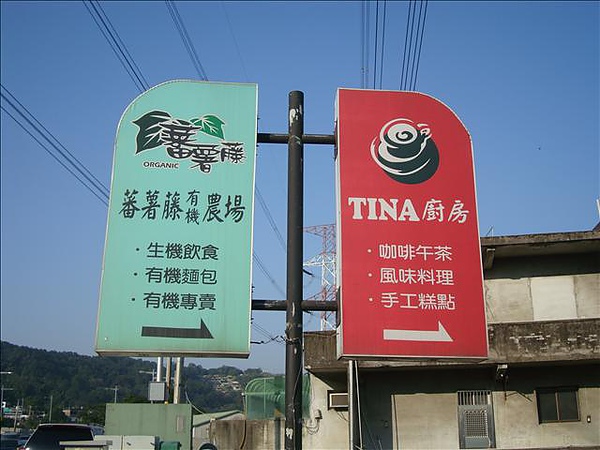 蕃薯藤
ORGANIC
蕃薯藤有機農場
·生機飲食
·有機麵包
·有機專賣
TINA廚房
·咖啡午茶
·風味料理
·手工糕點